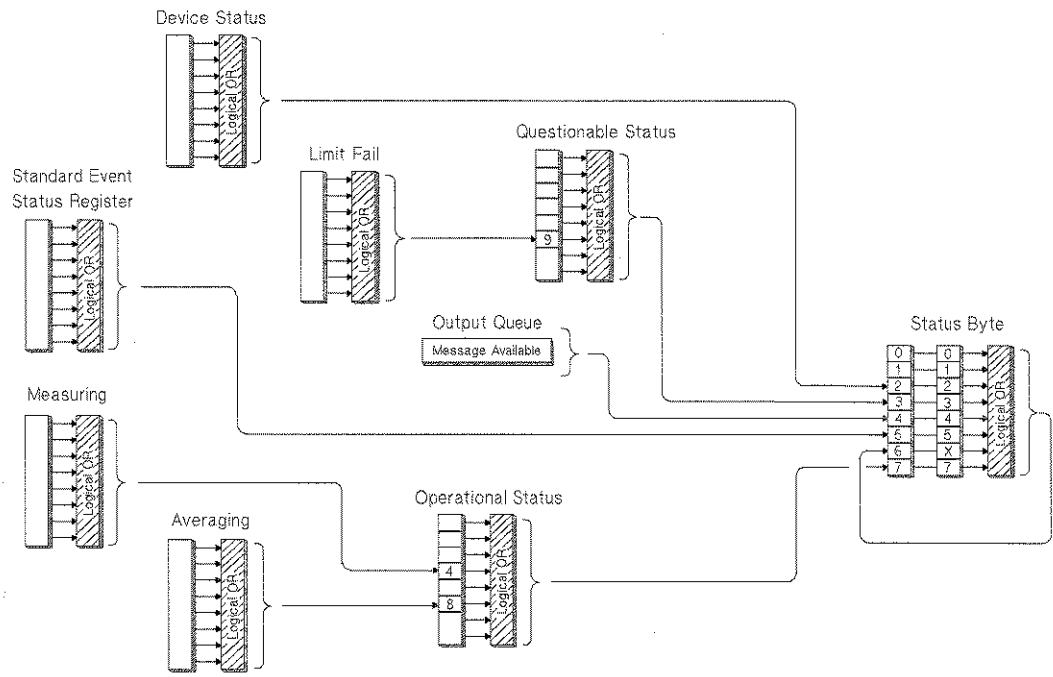 Device Status
Logical OR
Questionable Status
9
Logical OR
Limit Fail
Logical OR
Standard Event
Status Register
Logical OR
Output Queue
Message Available
Status Byte
0 0
1 1
2 2
3 3
4 4
5 5
6 X
7 7
Logical OR
Measuring
Logical OR
Operational Status
4
8
Logical OR
Averaging
Logical OR